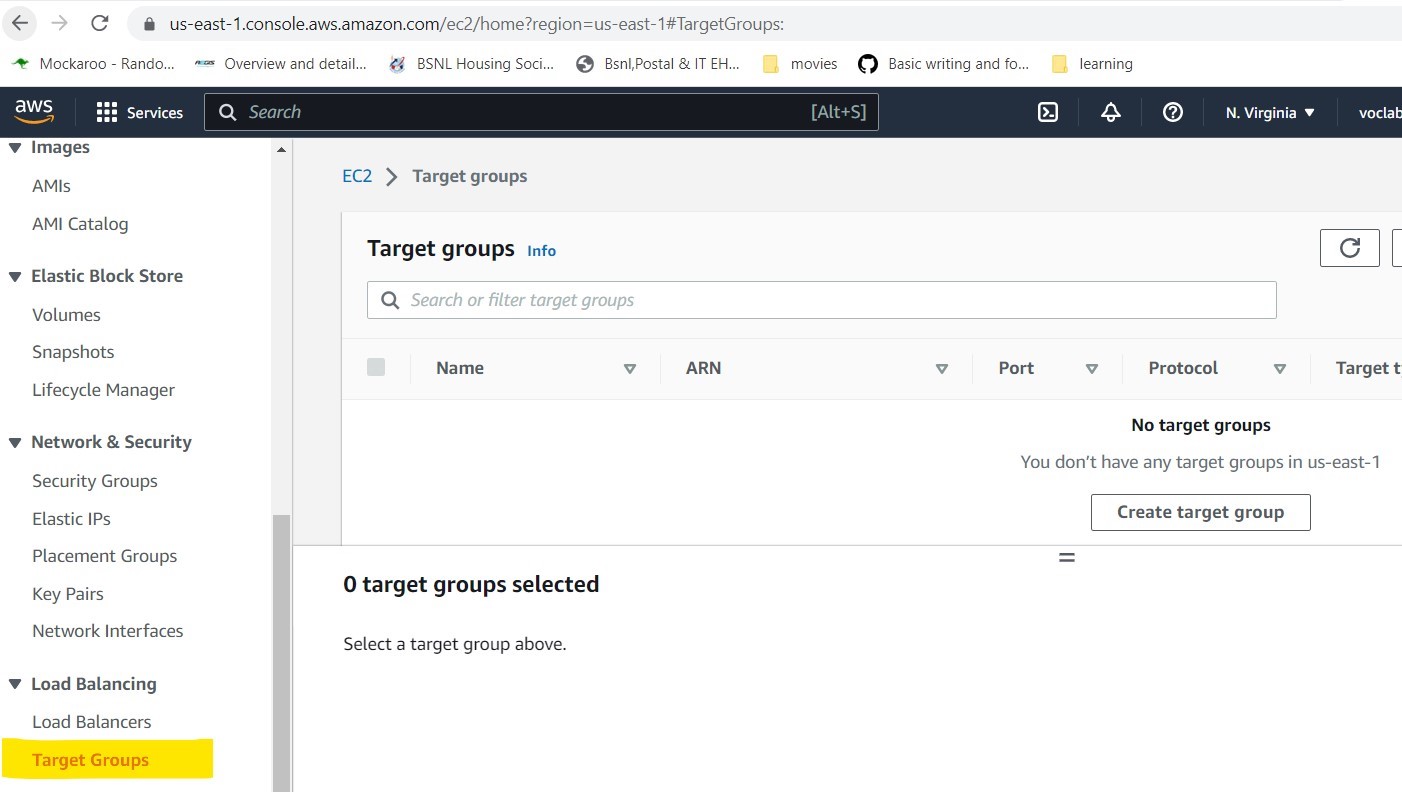 us-east-1.console.aws.amazon.com/ec2/home?region=us-east-1#TargetGroups:
Mockaroo - Rando... Overview and detail... BSNL Housing Soci... Bsnl,Postal & IT EH... movies Basic writing and fo... learning
aws Services Search [Alt+S] N. Virginia voclab
Images
AMIs
AMI Catalog
Elastic Block Store
Volumes
Snapshots
Lifecycle Manager
Network & Security
Security Groups
Elastic IPs
Placement Groups
Key Pairs
Network Interfaces
Load Balancing
Load Balancers
Target Groups
EC2 > Target groups
Target groups Info
Search or filter target groups
Name ARN Port Protocol Target t
No target groups
You don't have any target groups in us-east-1
Create target group
0 target groups selected
Select a target group above.